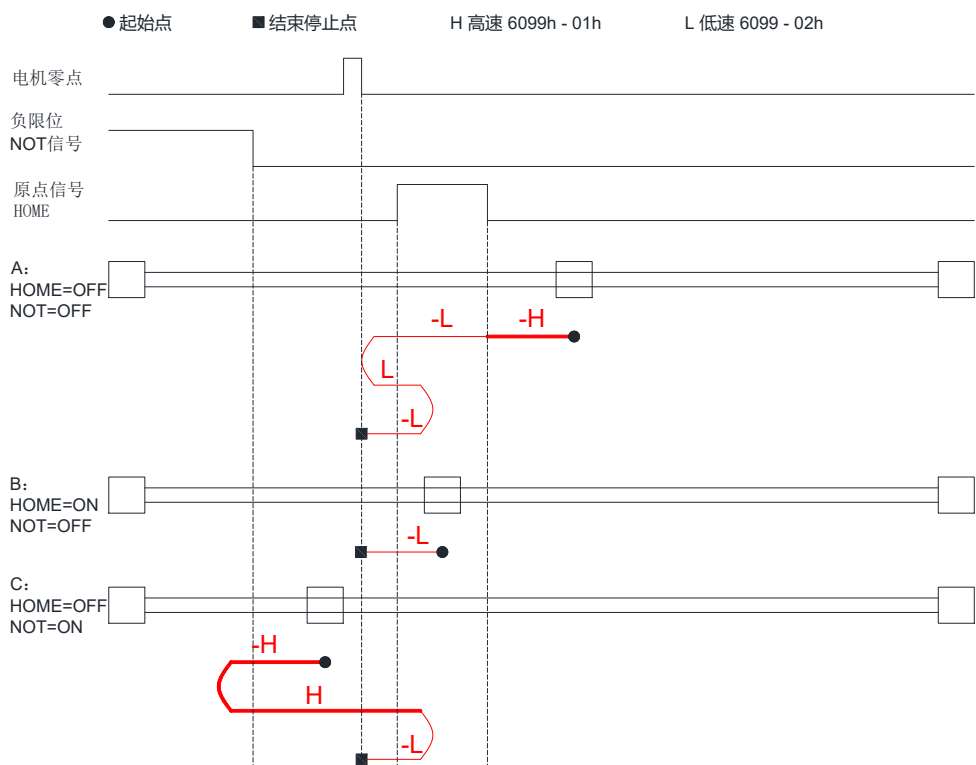 ●起始点 ■结束停止点 H 高速 6099h - 01h L 低速 6099 - 02h
电机零点
负限位
NOT信号
原点信号
HOME
A:
HOME=OFF
NOT=OFF
-L -H
L
-L
B:
HOME=ON
NOT=OFF
-L
C:
HOME=OFF
NOT=ON
-H
H
-L